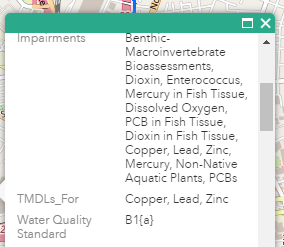 Impairments
Benthic-
Macroinvertebrate
Bioassessments,
Dioxin, Enterococcus,
Mercury in Fish Tissue,
Dissolved Oxygen,
PCB in Fish Tissue,
Dioxin in Fish Tissue,
Copper, Lead, Zinc,
Mercury, Non-Native
Aquatic Plants, PCBs
TMDLs_For
Copper, Lead, Zinc
Water Quality
Standard
B1{a}